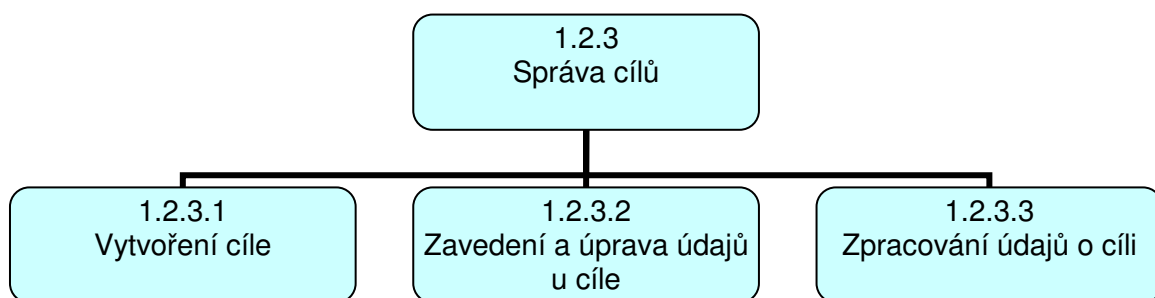 1.2.3
Správa cílů
1.2.3.1
Vytvoření cíle
1.2.3.2
Zavedení a úprava údajů
u cíle
1.2.3.3
Zpracování údajů o cíli